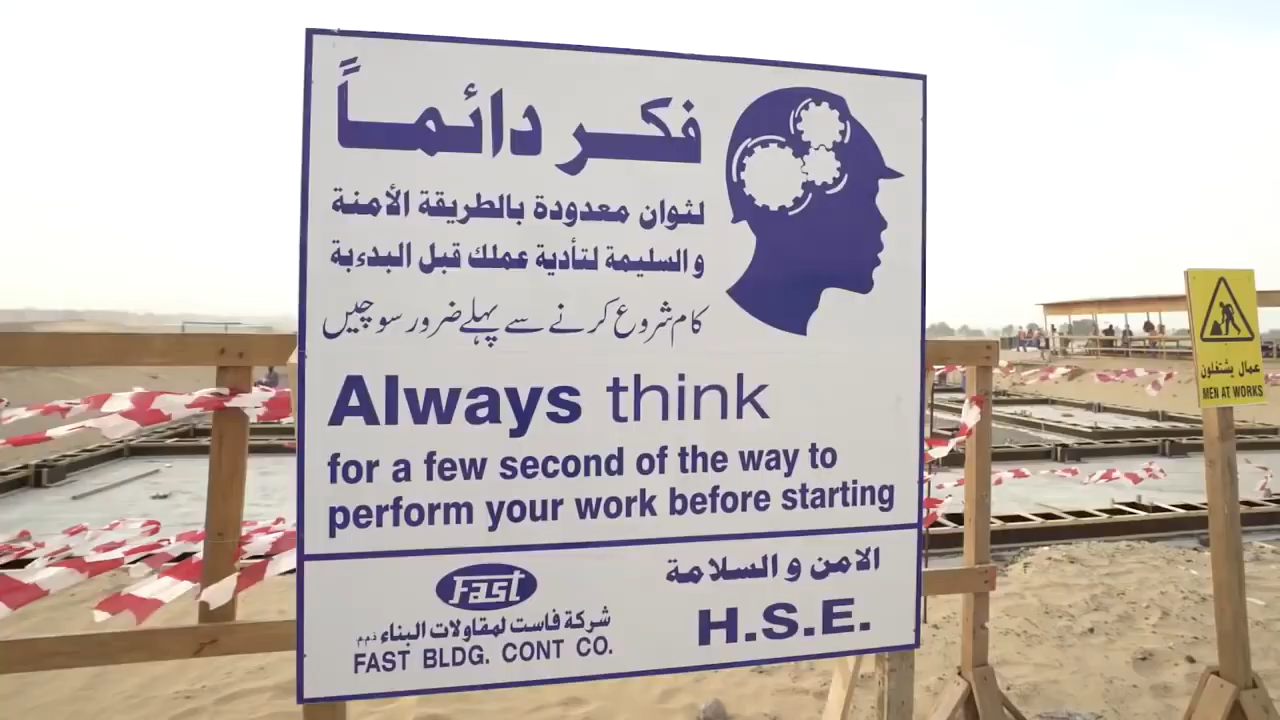 فكر دائماً
لثوان معدودة بالطريقة الأمنة
و السليمة لتأدية عملك قبل البدءبة
کام شروع کرنے سے پہلے ضرور سوچیں
Always think
for a few second of the way to
perform your work before starting
Fast
شركة فاست لمقاولات البناء ذ.م.م
FAST BLDG. CONT CO.
الامن و السلامة
H.S.E.
عمال يشتغلون
MEN AT WORKS